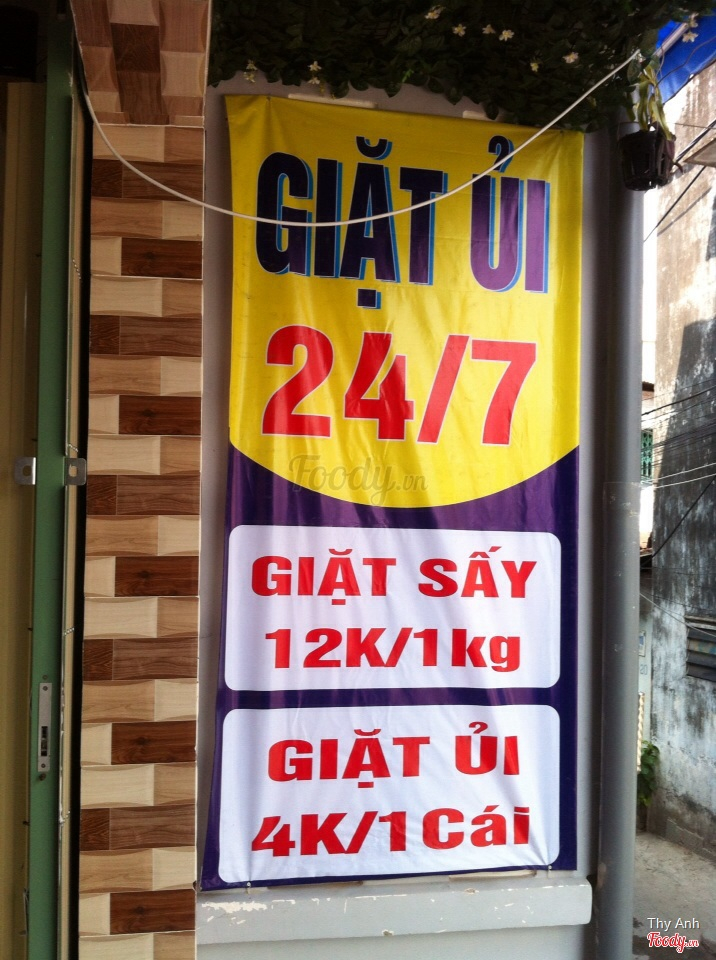 GIẶT ỦI
24/7
Foody.vn
GIẶT SẤY
12K/1kg
GIẶT ỦI
4K/1Cái
Thy Anh
Foody.vn